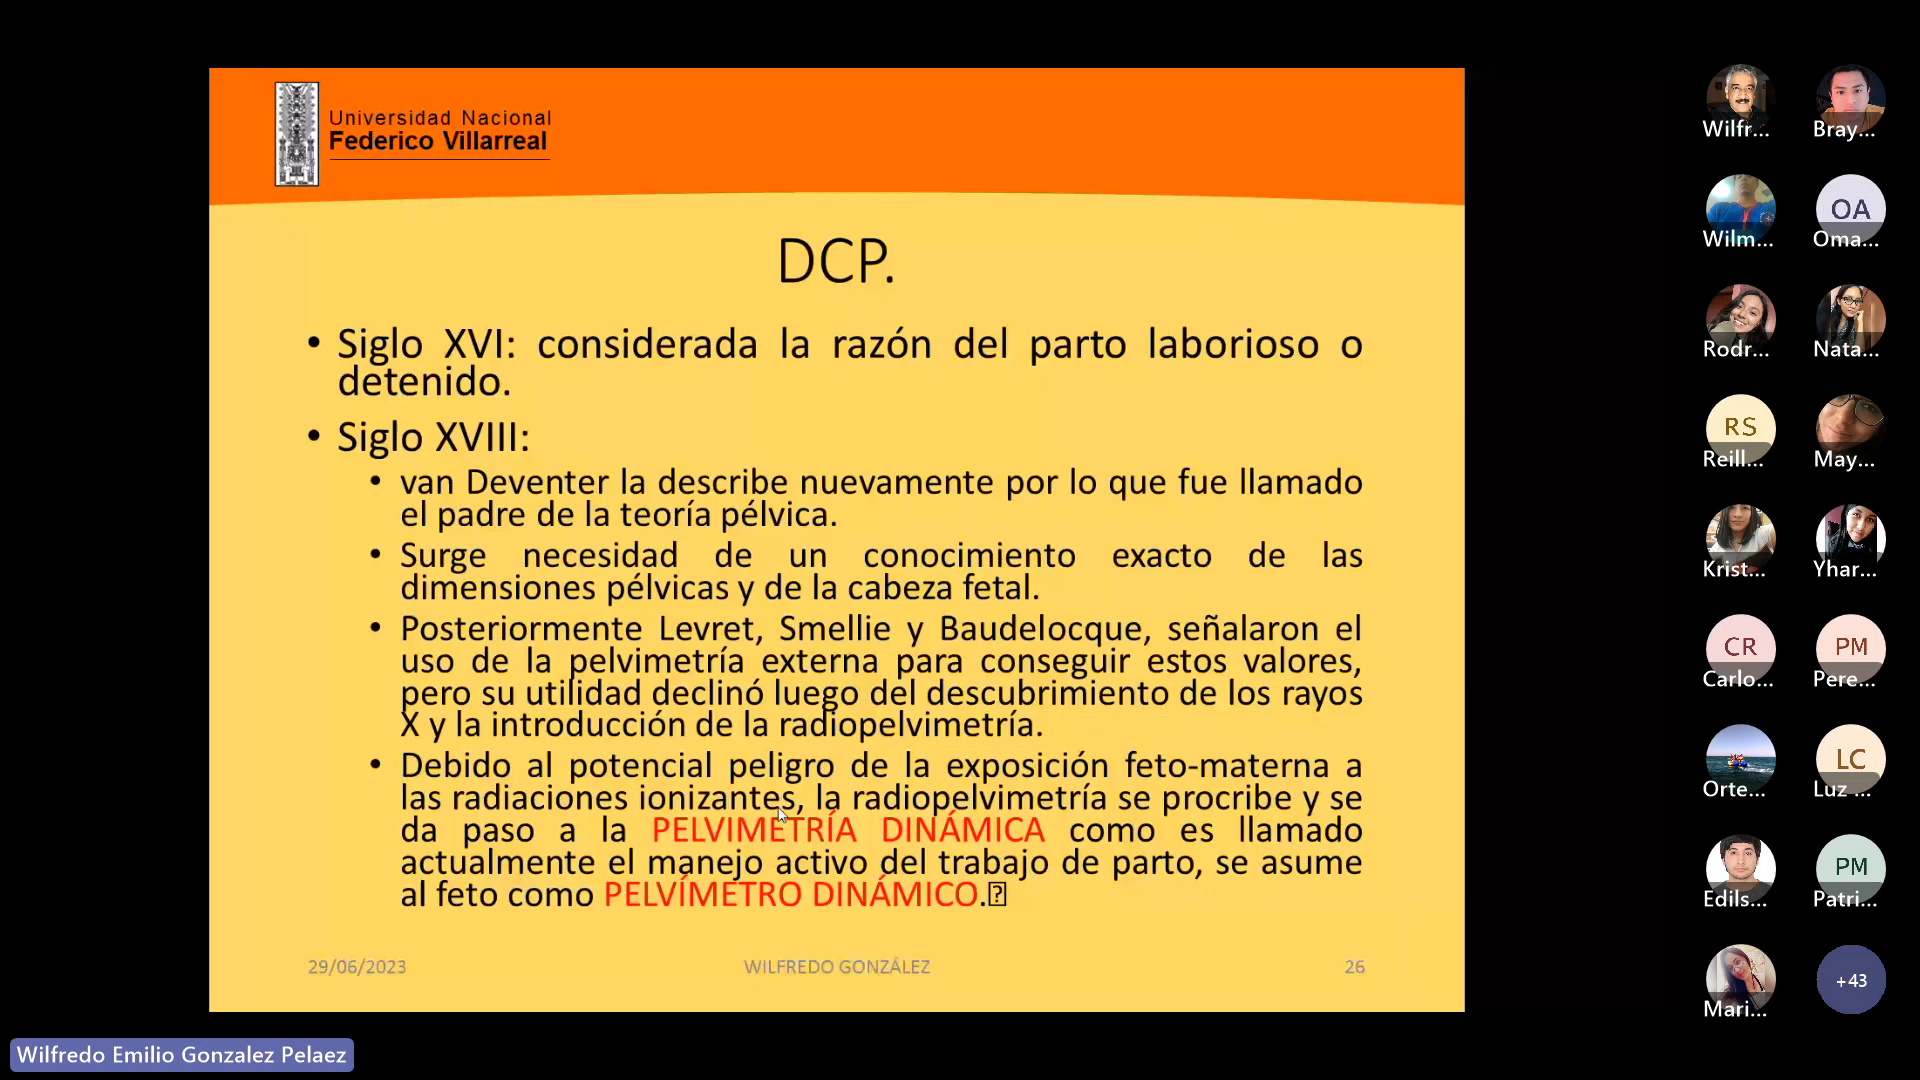 Universidad Nacional
Federico Villarreal
DCP.
• Siglo XVI: considerada la razón del parto laborioso o
detenido.
• Siglo XVIII:
• van Deventer la describe nuevamente por lo que fue llamado
el padre de la teoría pélvica.
• Surge necesidad de un conocimiento exacto de las
dimensiones pélvicas y de la cabeza fetal.
• Posteriormente Levret, Smellie y Baudelocque, señalaron el
uso de la pelvimetría externa para conseguir estos valores,
pero su utilidad declinó luego del descubrimiento de los rayos
X y la introducción de la radiopelvimetría.
• Debido al potencial peligro de la exposición feto-materna a
las radiaciones ionizantes, la radiopelvimetría se procribe y se
da paso a la PELVIMETRÍA DINÁMICA como es llamado
actualmente el manejo activo del trabajo de parto, se asume
al feto como PELVÍMETRO DINÁMICO.
29/06/2023
WILFREDO GONZÁLEZ
26
Wilfredo Emilio Gonzalez Pelaez
Wilfr...
Bray...
Wilm...
OA
Oma...
Rodr...
Nata...
RS
Reill...
May...
Krist...
Yhar...
CR
Carlo...
PM
Pere...
Orte...
LC
Luz ...
Edils...
PM
Patri...
Mari...
+43